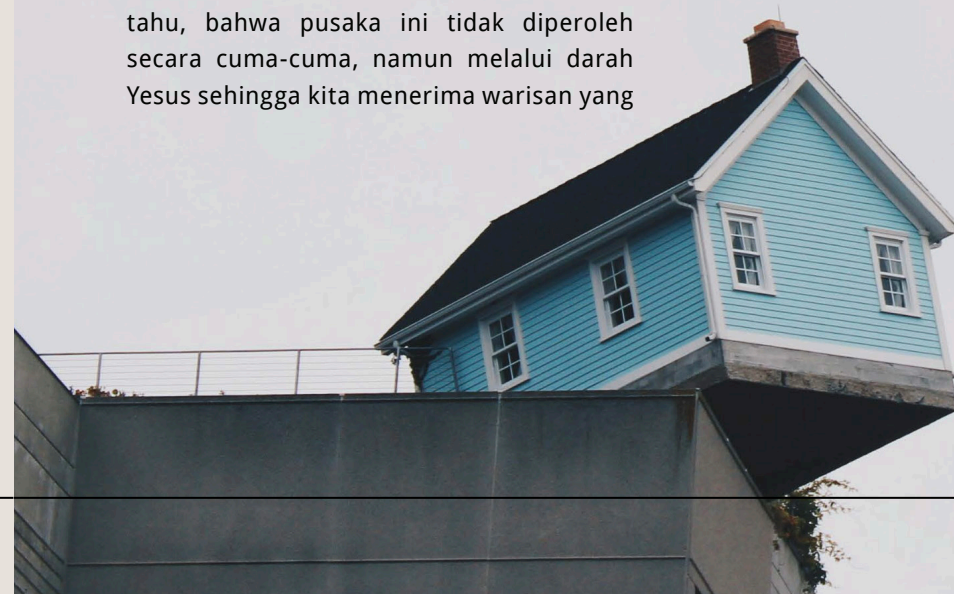 tahu, bahwa pusaka ini tidak diperoleh
secara cuma-cuma, namun melalui darah
Yesus sehingga kita menerima warisan yang